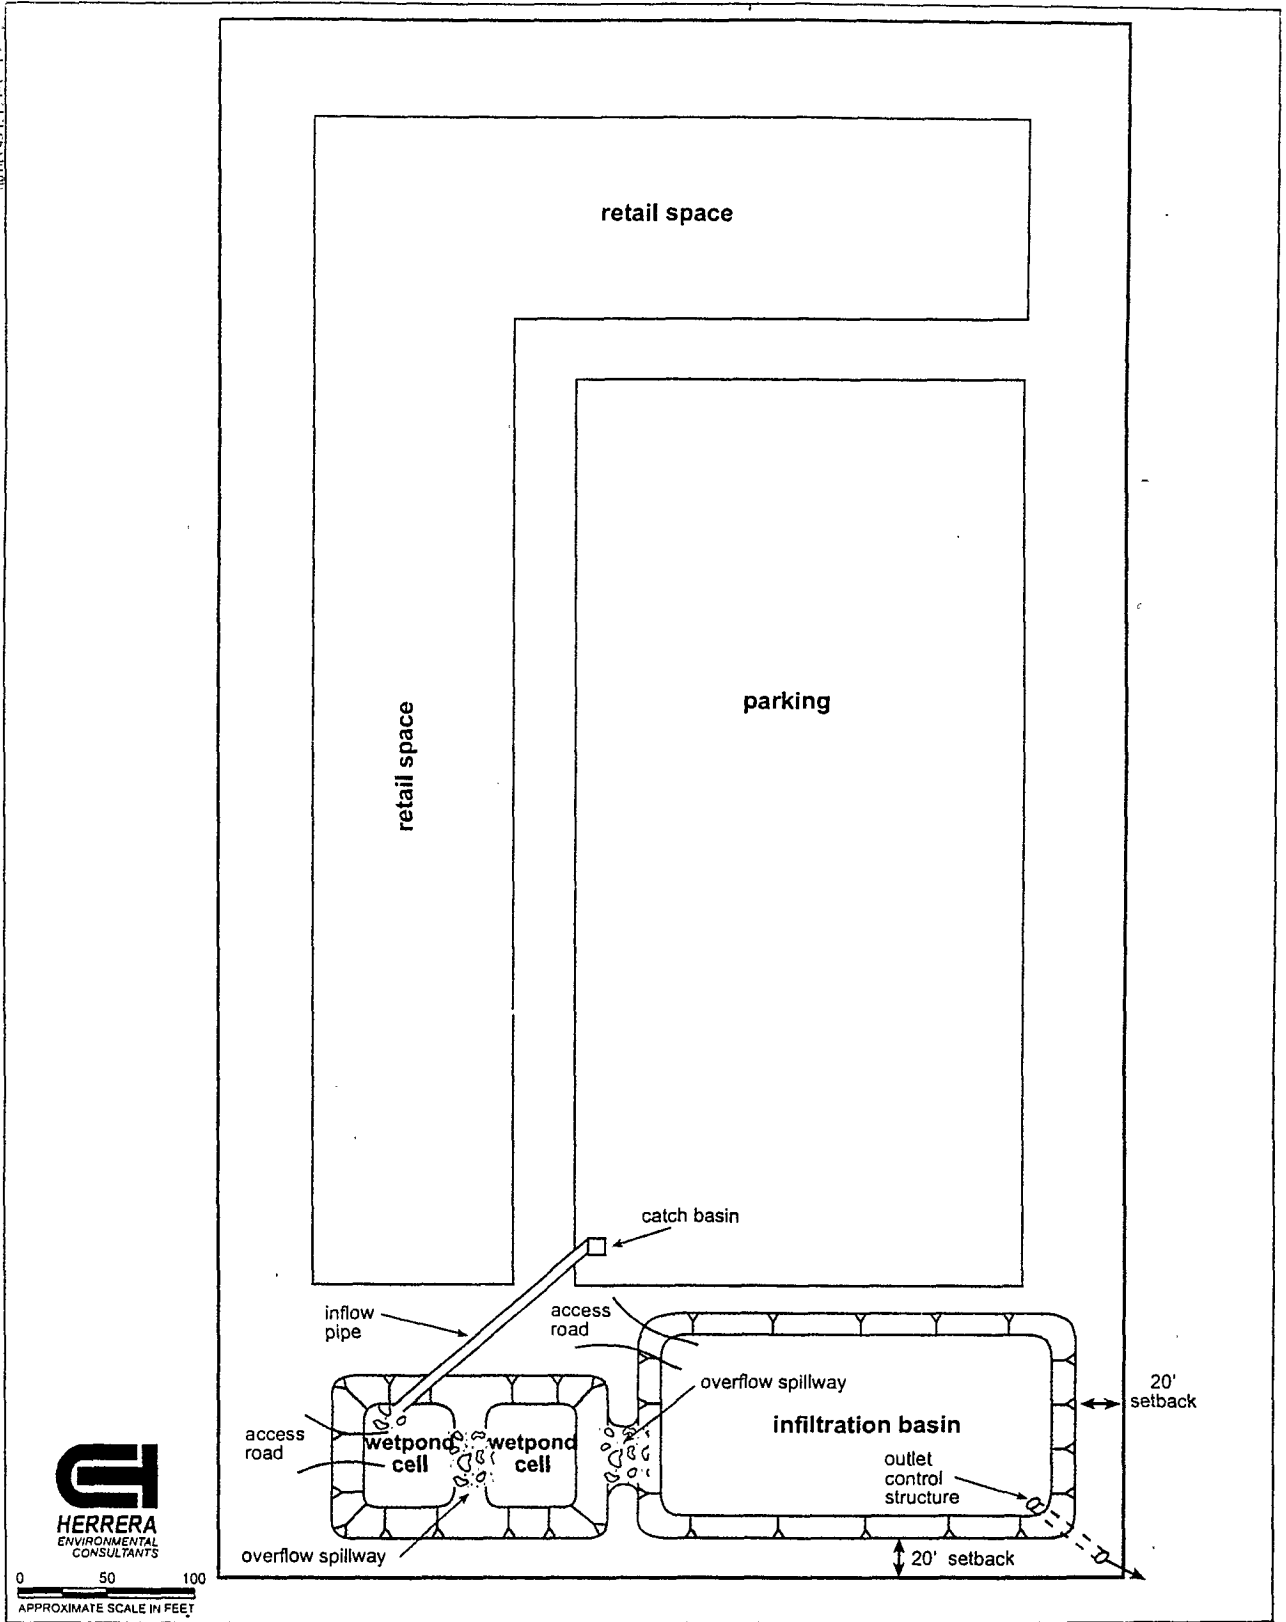 retail space
retail space
parking
catch basin
inflow
pipe
access
road
overflow spillway
20'
setback
infiltration basin
access
road
wetpond
cell
wetpond
cell
outlet
control
structure
HERRERA
ENVIRONMENTAL
CONSULTANTS
overflow spillway
20' setback
0 50 100
APPROXIMATE SCALE IN FEET